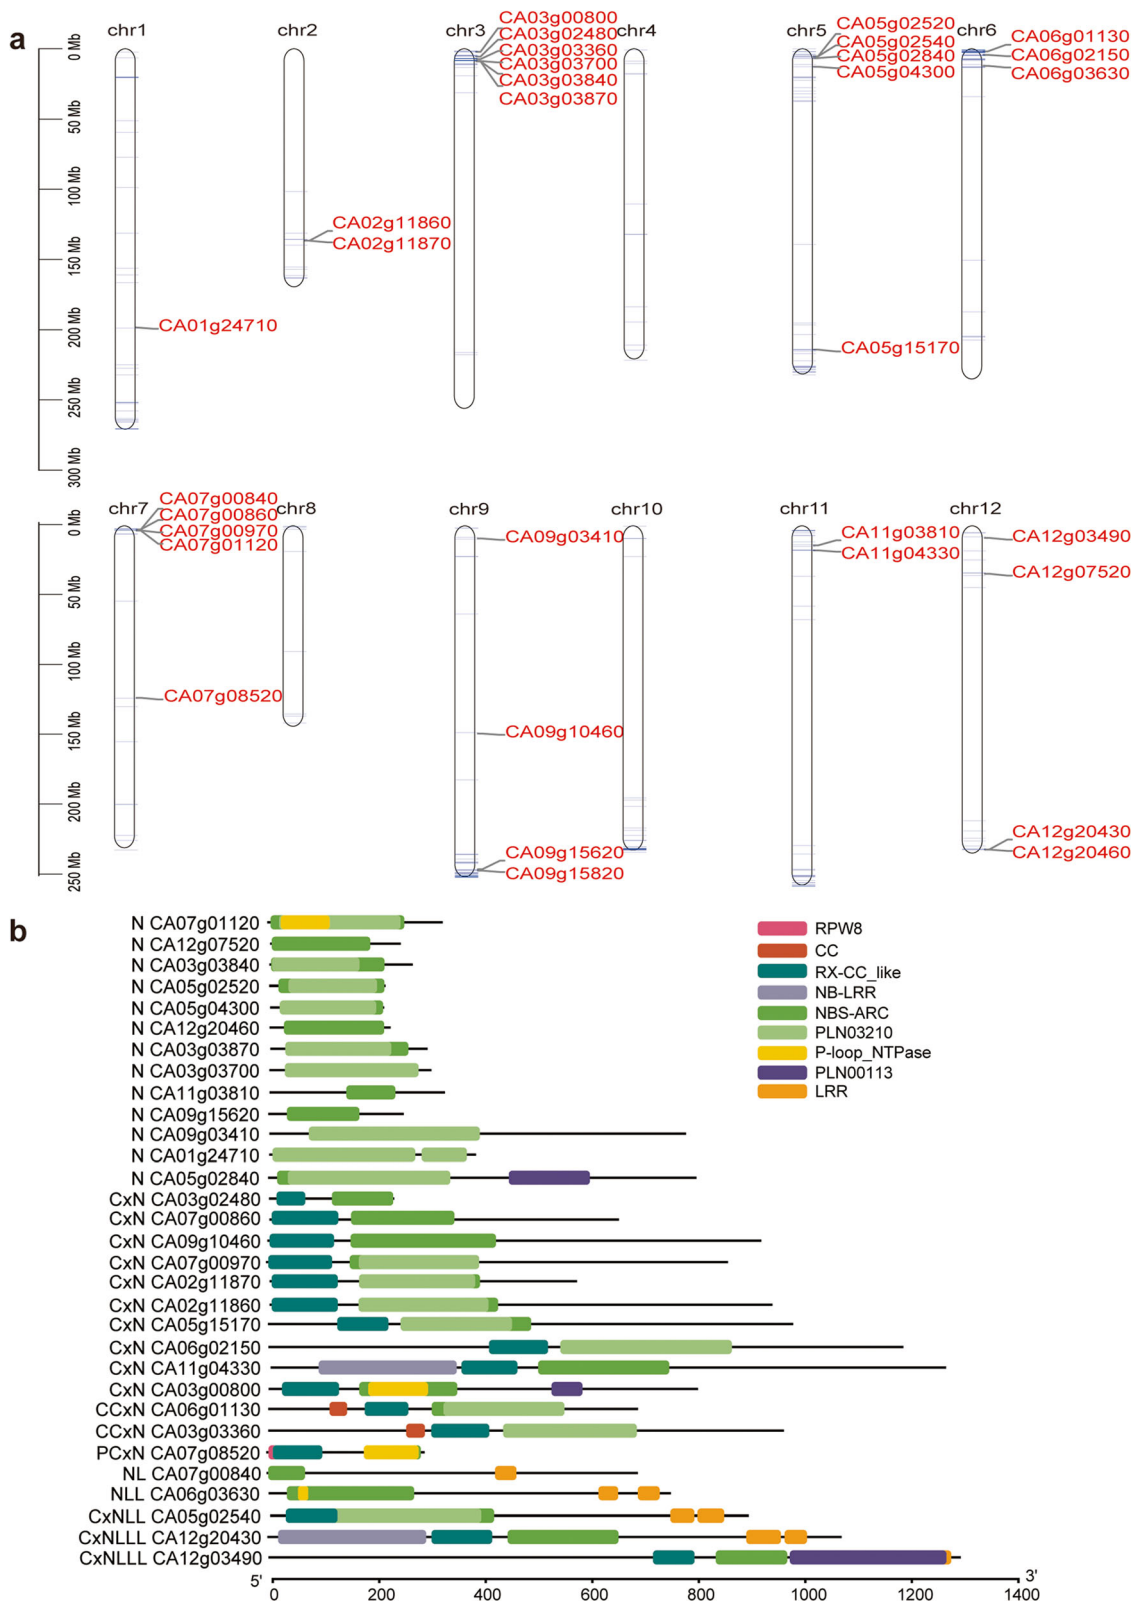 a
chr1
chr2
chr3
chr4
chr5
chr6
0 Mb
50 Mb
100 Mb
150 Mb
200 Mb
250 Mb
300 Mb
CA01g24710
CA02g11860
CA02g11870
CA03g00800
CA03g02480
CA03g03360
CA03g03700
CA03g03840
CA03g03870
CA05g02520
CA05g02540
CA05g02840
CA05g04300
CA05g15170
CA06g01130
CA06g02150
CA06g03630
chr7
chr8
chr9
chr10
chr11
chr12
0 Mb
50 Mb
100 Mb
150 Mb
200 Mb
250 Mb
CA07g00840
CA07g00860
CA07g00970
CA07g01120
CA07g08520
CA09g03410
CA09g10460
CA09g15620
CA09g15820
CA11g03810
CA11g04330
CA12g03490
CA12g07520
CA12g20430
CA12g20460
b
N CA07g01120
N CA12g07520
N CA03g03840
N CA05g02520
N CA05g04300
N CA12g20460
N CA03g03870
N CA03g03700
N CA11g03810
N CA09g15620
N CA09g03410
N CA01g24710
N CA05g02840
CxN CA03g02480
CxN CA07g00860
CxN CA09g10460
CxN CA07g00970
CxN CA02g11870
CxN CA02g11860
CxN CA05g15170
CxN CA06g02150
CxN CA11g04330
CxN CA03g00800
CCxN CA06g01130
CCxN CA03g03360
PCxN CA07g08520
NL CA07g00840
NLL CA06g03630
CxNLL CA05g02540
CxNLLL CA12g20430
CxNLLL CA12g03490
RPW8
CC
RX-CC_like
NB-LRR
NBS-ARC
PLN03210
P-loop_NTPase
PLN00113
LRR
5' 0 200 400 600 800 1000 1200 1400 3'